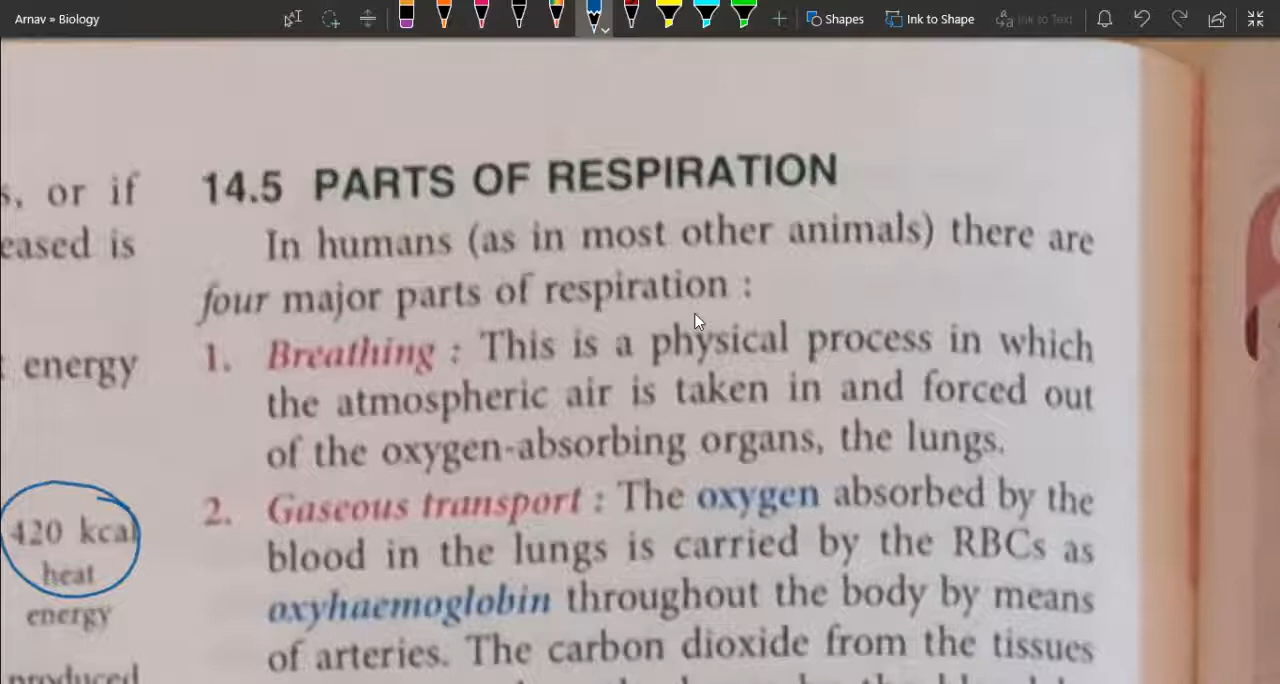 Arnav » Biology
Shapes
Ink to Shape
Ink to Text
s, or if
eased is
energy
420 kcal
heat
energy
produced
14.5 PARTS OF RESPIRATION
In humans (as in most other animals) there are
four major parts of respiration :
1. Breathing : This is a physical process in which
the atmospheric air is taken in and forced out
of the oxygen-absorbing organs, the lungs.
2. Gaseous transport : The oxygen absorbed by the
blood in the lungs is carried by the RBCs as
oxyhaemoglobin throughout the body by means
of arteries. The carbon dioxide from the tissues